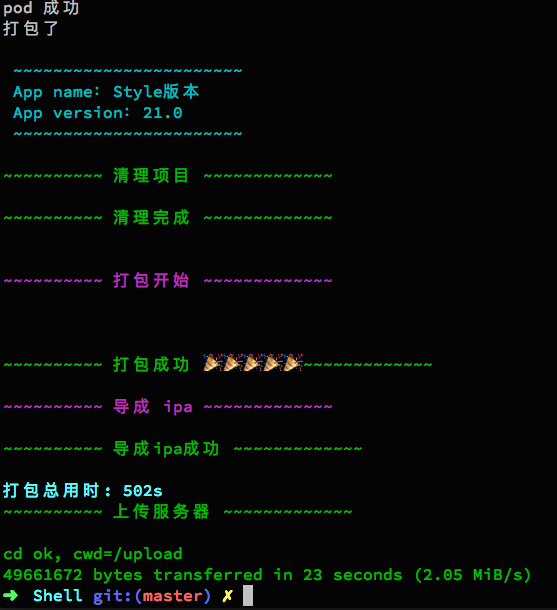 pod 成功
打包了
~~~~~~~~~~~~~~~~~~~~~~~
App name: Style版本
App version: 21.0
~~~~~~~~~~~~~~~~~~~~~~~
~~~~~~~~~~ 清理项目 ~~~~~~~~~~~~~
~~~~~~~~~~ 清理完成 ~~~~~~~~~~~~~
~~~~~~~~~~ 打包开始 ~~~~~~~~~~~~~
~~~~~~~~~~ 打包成功 🎉🎉🎉🎉🎉~~~~~~~~~~~~~
~~~~~~~~~~ 导成 ipa ~~~~~~~~~~~~~
~~~~~~~~~~ 导成ipa成功 ~~~~~~~~~~~~~
打包总用时: 502s
~~~~~~~~~~ 上传服务器 ~~~~~~~~~~~~~
cd ok, cwd=/upload
49661672 bytes transferred in 23 seconds (2.05 MiB/s)
➜ Shell git:(master) ✗